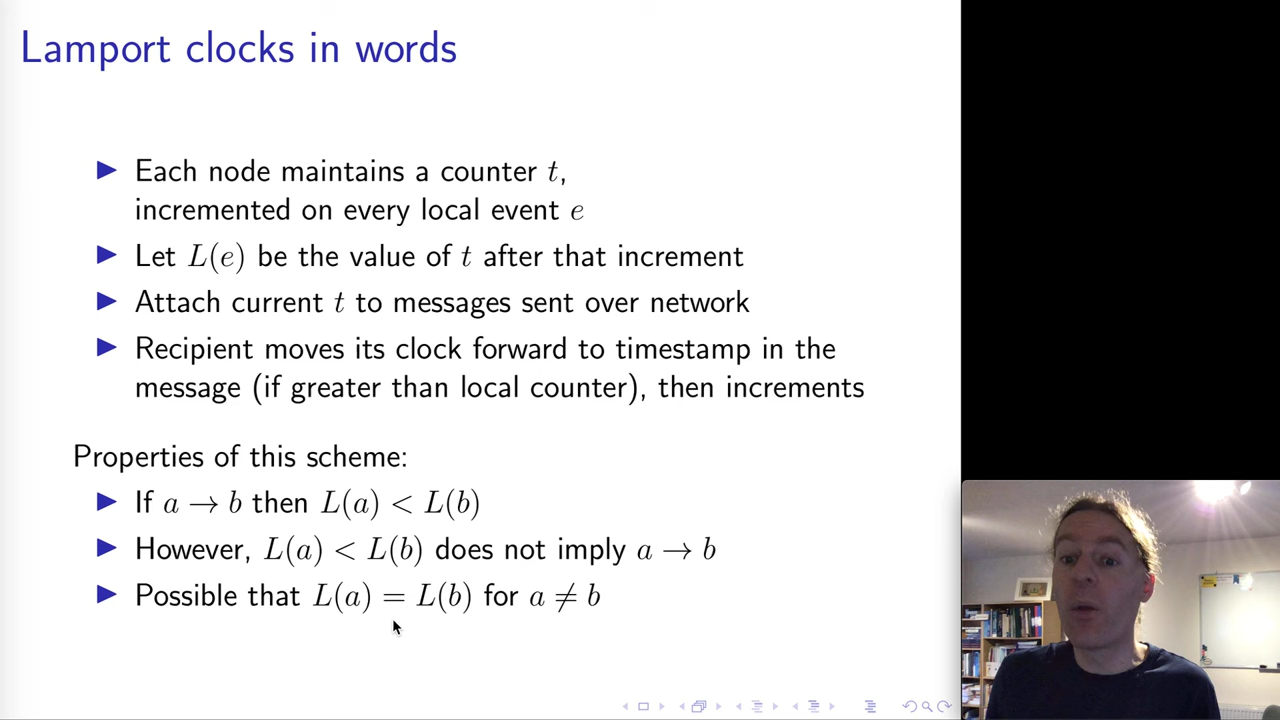 Lamport clocks in words
▶ Each node maintains a counter t,
incremented on every local event e
▶ Let L(e) be the value of t after that increment
▶ Attach current t to messages sent over network
▶ Recipient moves its clock forward to timestamp in the
message (if greater than local counter), then increments
Properties of this scheme:
▶ If a → b then L(a) < L(b)
▶ However, L(a) < L(b) does not imply a → b
▶ Possible that L(a) = L(b) for a ≠ b